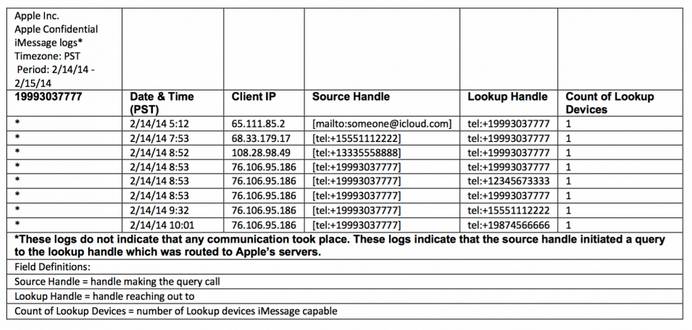 Apple Inc.
Apple Confidential
iMessage logs*
Timezone: PST
Period: 2/14/14 -
2/15/14
19993037777 Date & Time (PST) Client IP Source Handle Lookup Handle Count of Lookup Devices
* 2/14/14 5:12 65.111.85.2 [mailto:someone@icloud.com] tel:+19993037777 1
* 2/14/14 7:53 68.33.179.17 [tel:+15551112222] tel:+19993037777 1
* 2/14/14 8:52 108.28.98.49 [tel:+13335558888] tel:+19993037777 1
* 2/14/14 8:53 76.106.95.186 [tel:+19993037777] tel:+19993037777 1
* 2/14/14 8:53 76.106.95.186 [tel:+19993037777] tel:+12345673333 1
* 2/14/14 8:53 76.106.95.186 [tel:+19993037777] tel:+19993037777 1
* 2/14/14 9:32 76.106.95.186 [tel:+19993037777] tel:+15551112222 1
* 2/14/14 10:01 76.106.95.186 [tel:+19993037777] tel:+19874566666 1
*These logs do not indicate that any communication took place. These logs indicate that the source handle initiated a query
to the lookup handle which was routed to Apple's servers.
Field Definitions:
Source Handle = handle making the query call
Lookup Handle = handle reaching out to
Count of Lookup Devices = number of Lookup devices iMessage capable